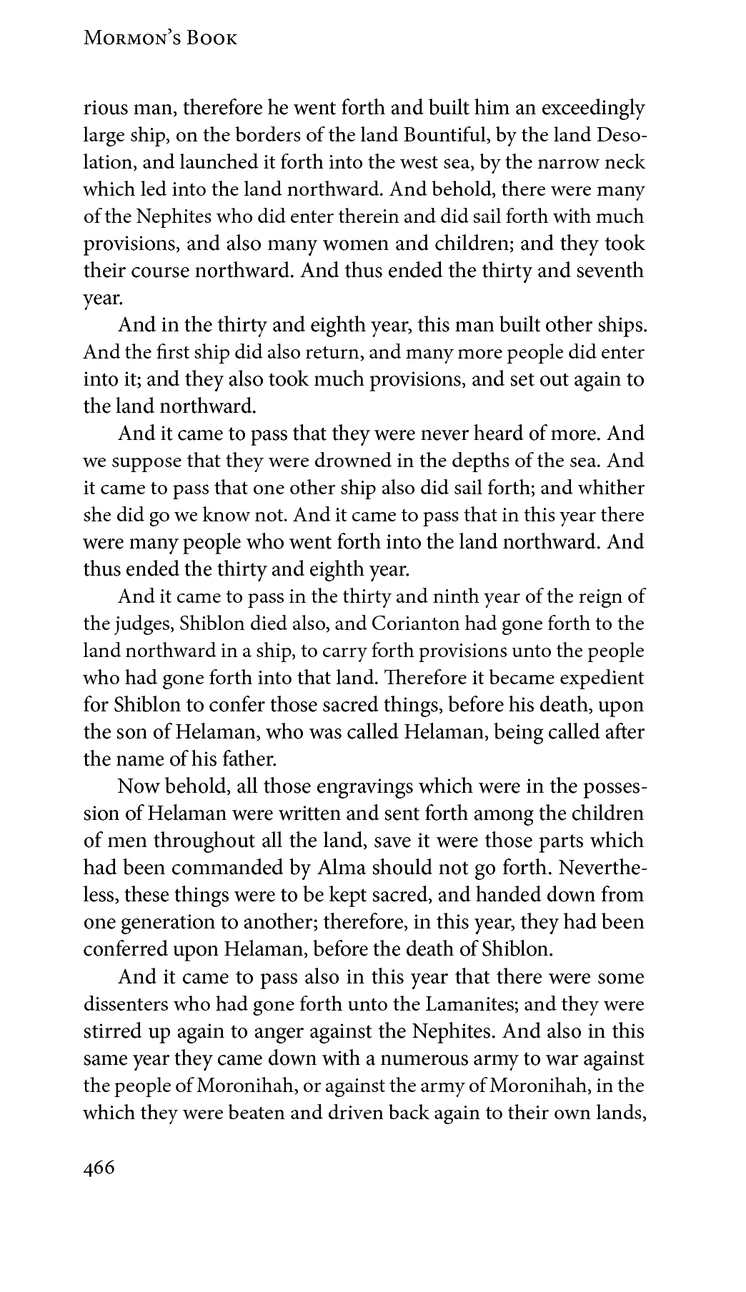 Mormon’s Book
rious man, therefore he went forth and built him an exceedingly
large ship, on the borders of the land Bountiful, by the land Deso-
lation, and launched it forth into the west sea, by the narrow neck
which led into the land northward. And behold, there were many
of the Nephites who did enter therein and did sail forth with much
provisions, and also many women and children; and they took
their course northward. And thus ended the thirty and seventh
year.
And in the thirty and eighth year, this man built other ships.
And the first ship did also return, and many more people did enter
into it; and they also took much provisions, and set out again to
the land northward.
And it came to pass that they were never heard of more. And
we suppose that they were drowned in the depths of the sea. And
it came to pass that one other ship also did sail forth; and whither
she did go we know not. And it came to pass that in this year there
were many people who went forth into the land northward. And
thus ended the thirty and eighth year.
And it came to pass in the thirty and ninth year of the reign of
the judges, Shiblon died also, and Corianton had gone forth to the
land northward in a ship, to carry forth provisions unto the people
who had gone forth into that land. Therefore it became expedient
for Shiblon to confer those sacred things, before his death, upon
the son of Helaman, who was called Helaman, being called after
the name of his father.
Now behold, all those engravings which were in the posses-
sion of Helaman were written and sent forth among the children
of men throughout all the land, save it were those parts which
had been commanded by Alma should not go forth. Neverthe-
less, these things were to be kept sacred, and handed down from
one generation to another; therefore, in this year, they had been
conferred upon Helaman, before the death of Shiblon.
And it came to pass also in this year that there were some
dissenters who had gone forth unto the Lamanites; and they were
stirred up again to anger against the Nephites. And also in this
same year they came down with a numerous army to war against
the people of Moronihah, or against the army of Moronihah, in the
which they were beaten and driven back again to their own lands,
466